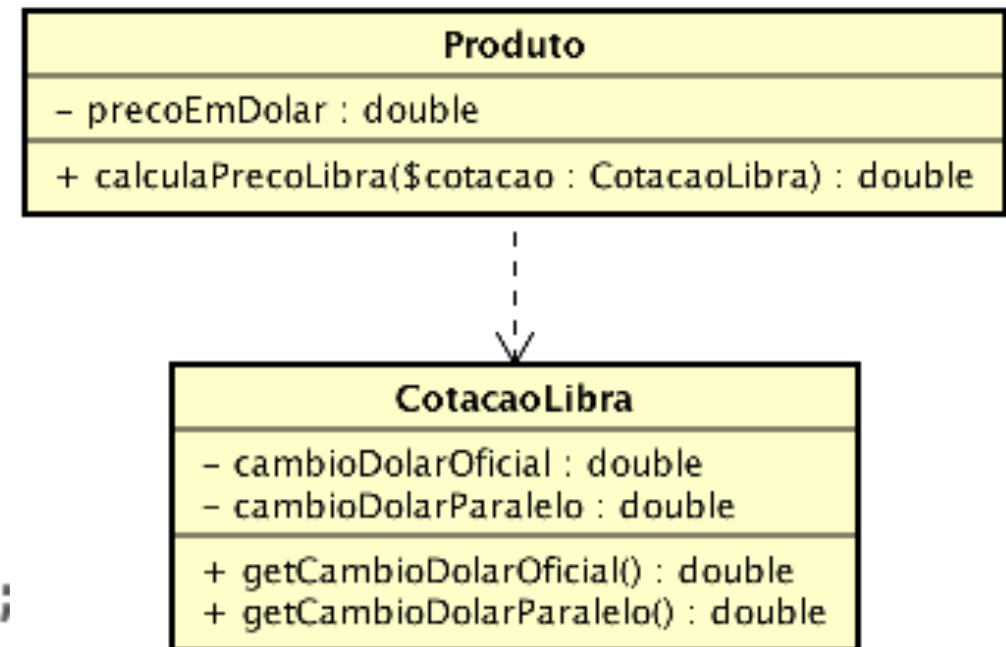 Produto
– precoEmDolar : double
+ calculaPrecoLibra($cotacao : CotacaoLibra) : double
CotacaoLibra
– cambioDolarOficial : double
– cambioDolarParalelo : double
+ getCambioDolarOficial() : double
;
+ getCambioDolarParalelo() : double